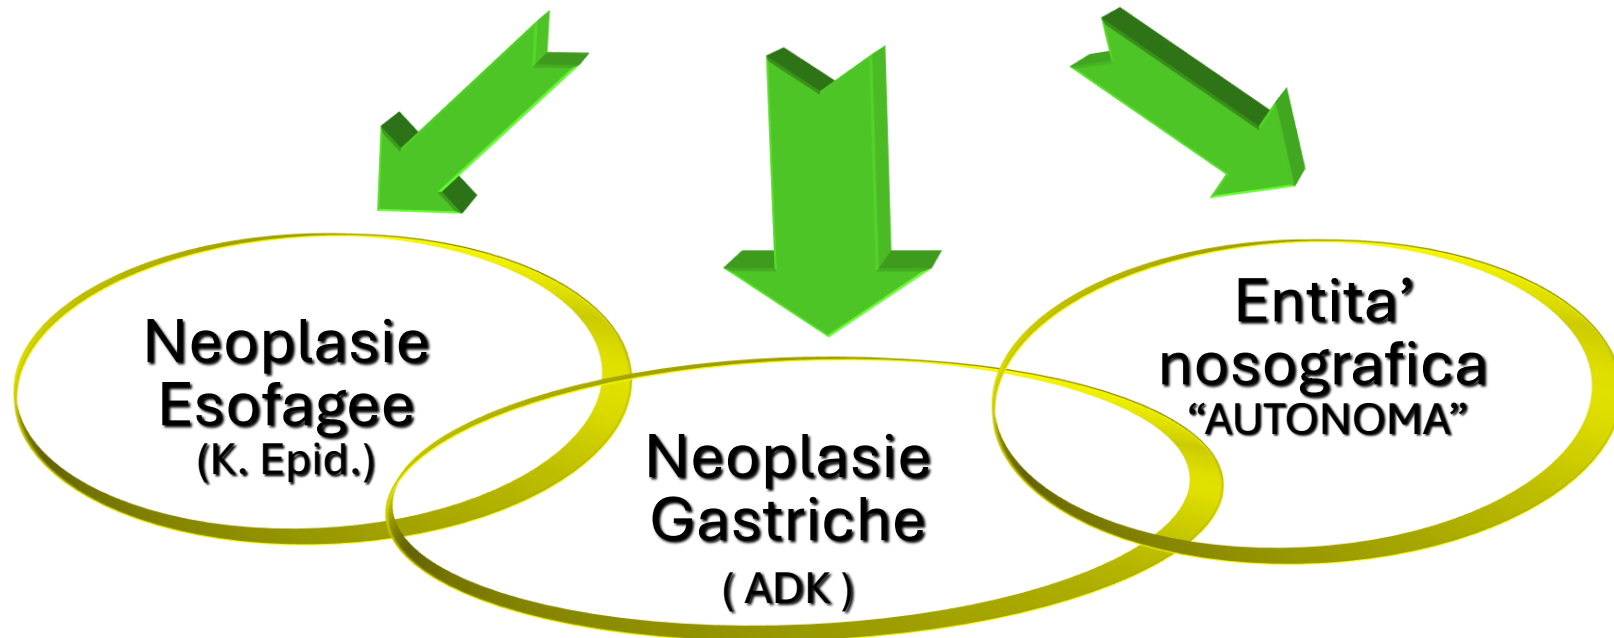 Neoplasie
Esofagee
(K. Epid.)
Neoplasie
Gastriche
( ADK )
Entita’
nosografica
“AUTONOMA”